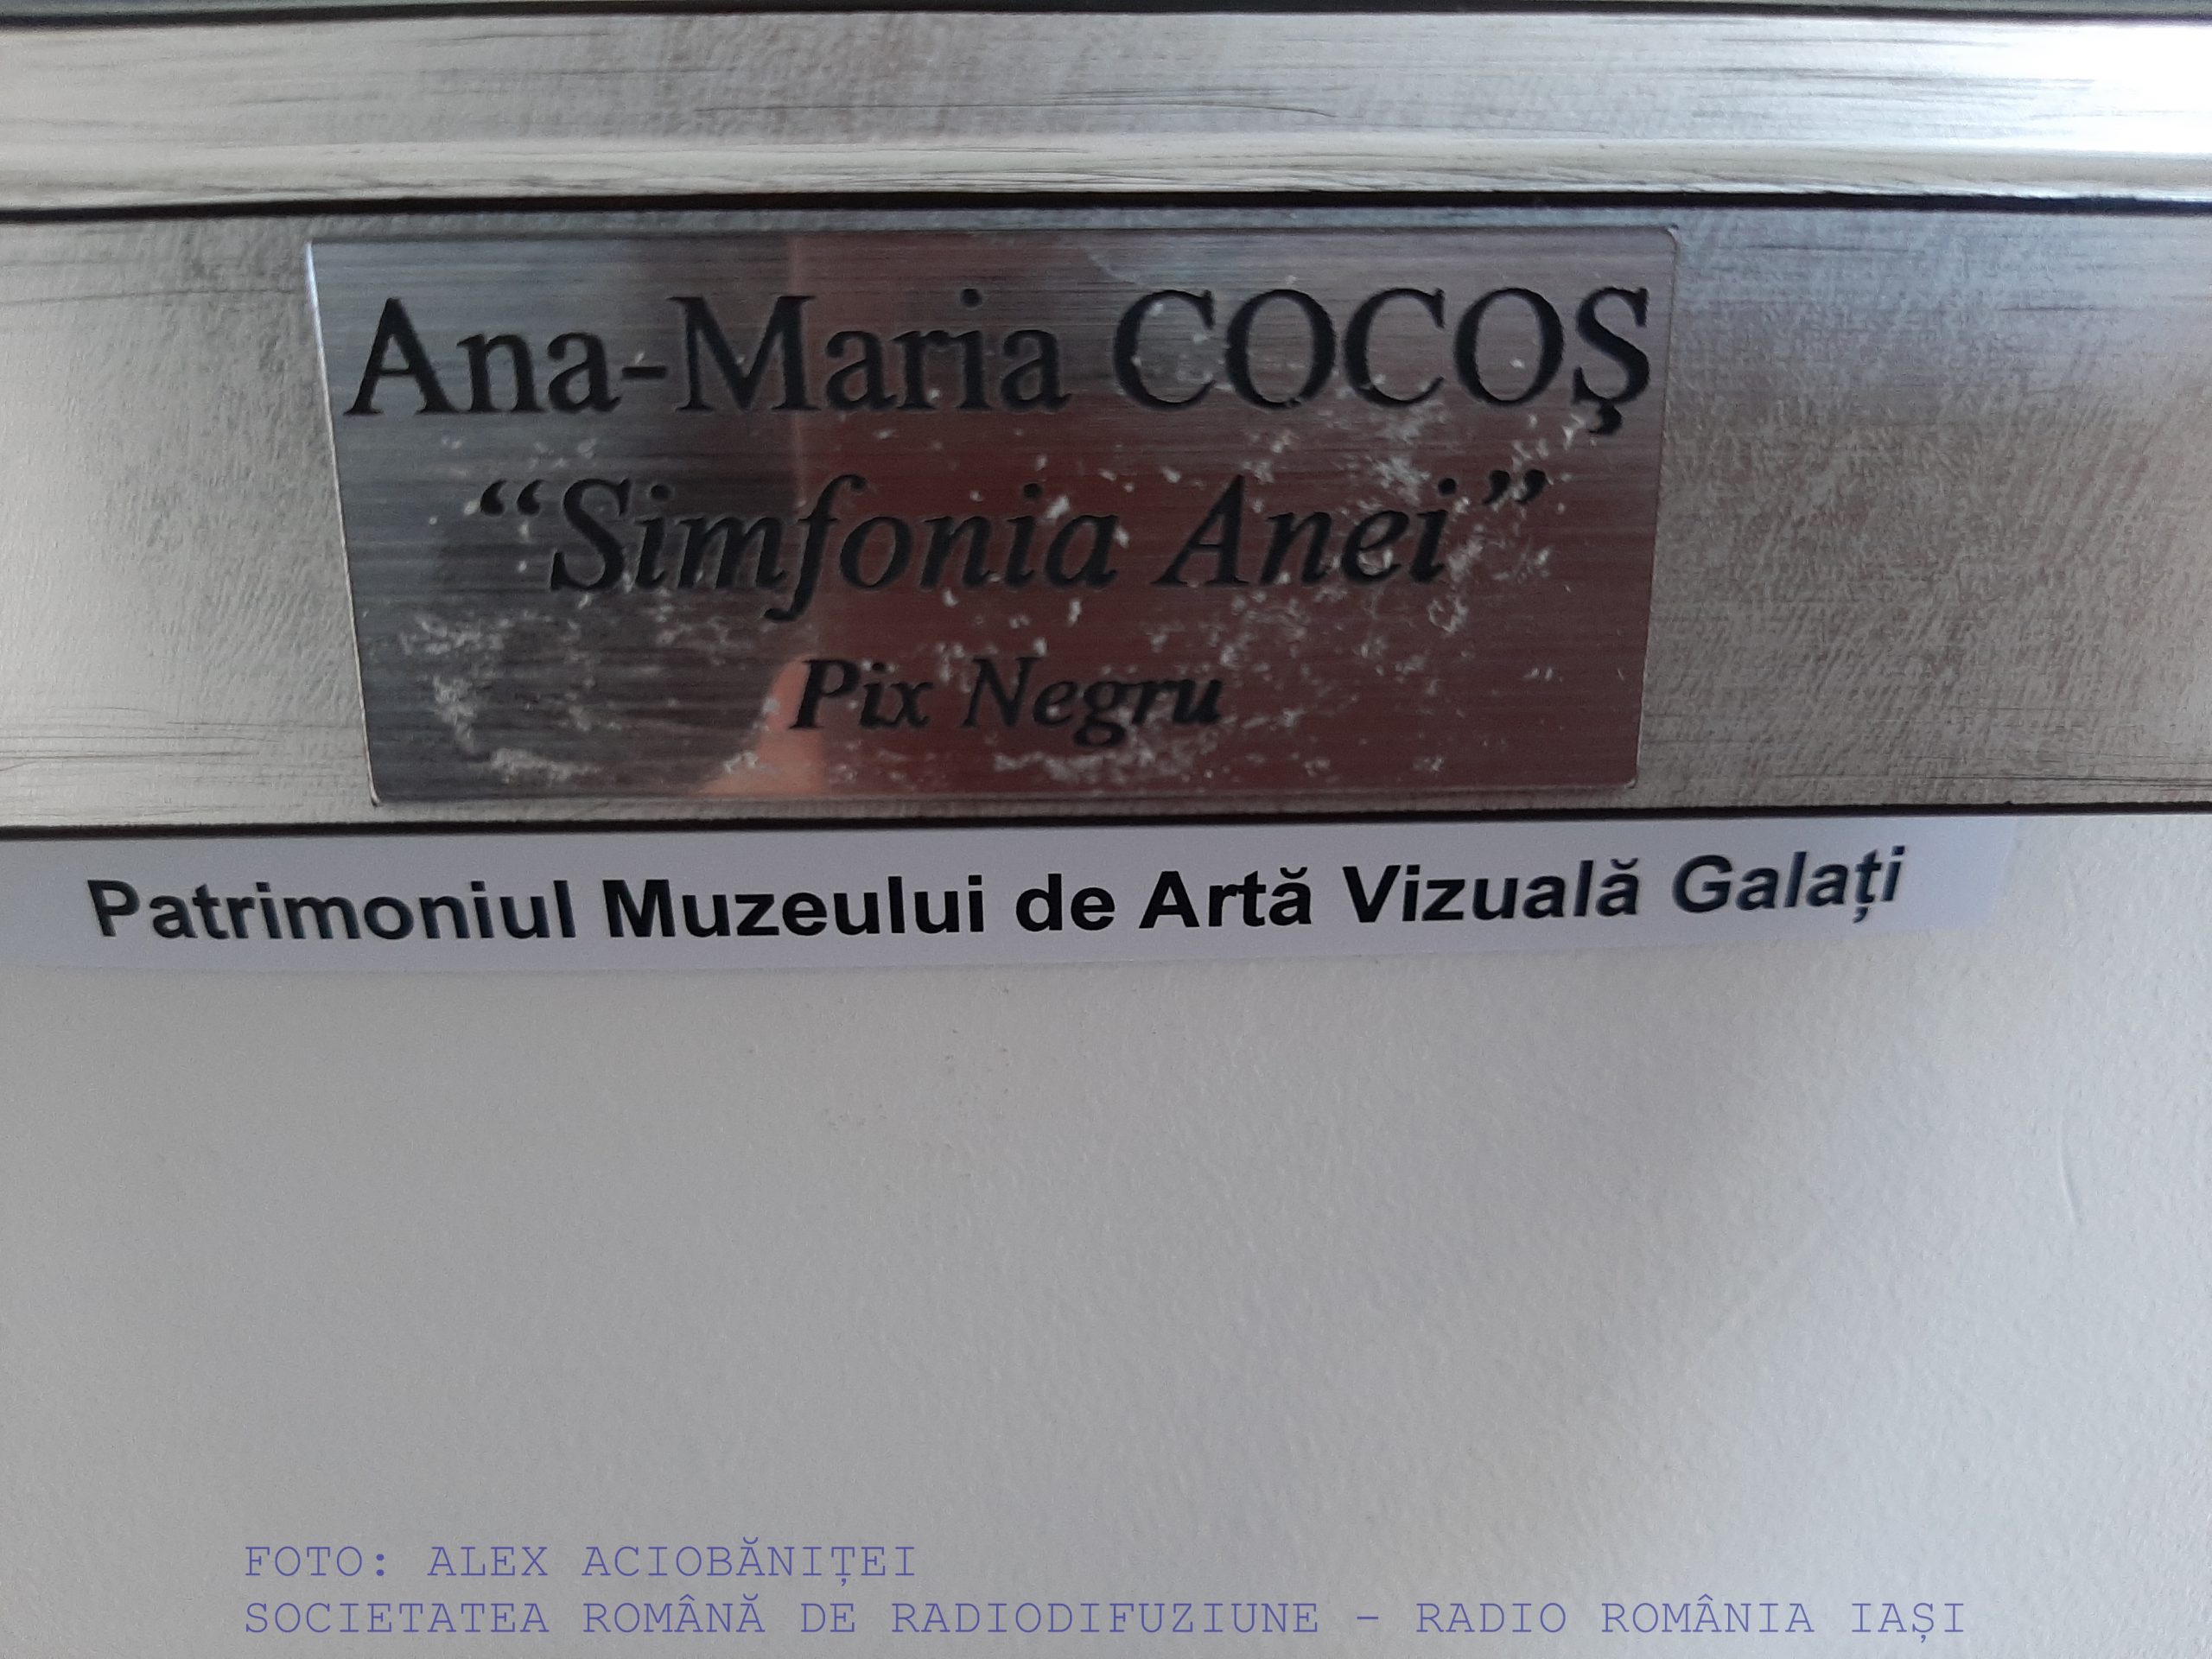 Ana-Maria COCOŞ
“Simfonia Anei”
Pix Negru
Patrimoniul Muzeului de Artă Vizuală Galați
FOTO: ALEX ACIOBĂNIȚEI
SOCIETATEA ROMÂNĂ DE RADIODIFUZIUNE - RADIO ROMÂNIA IAȘI